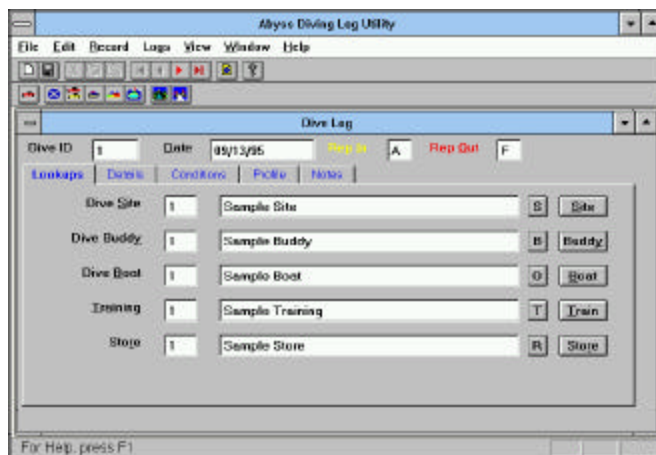 Abyss Diving Log Utility
File Edit Record Logs View Window Help
Dive Log
Dive ID 1 Date 09/13/95 Rep In A Rep Out F
Lookups Details Conditions Profile Notes
Dive Site 1 Sample Site S Site
Dive Buddy 1 Sample Buddy B Buddy
Dive Boat 1 Sample Boat O Boat
Training 1 Sample Training T Train
Store 1 Sample Store R Store
For Help, press F1